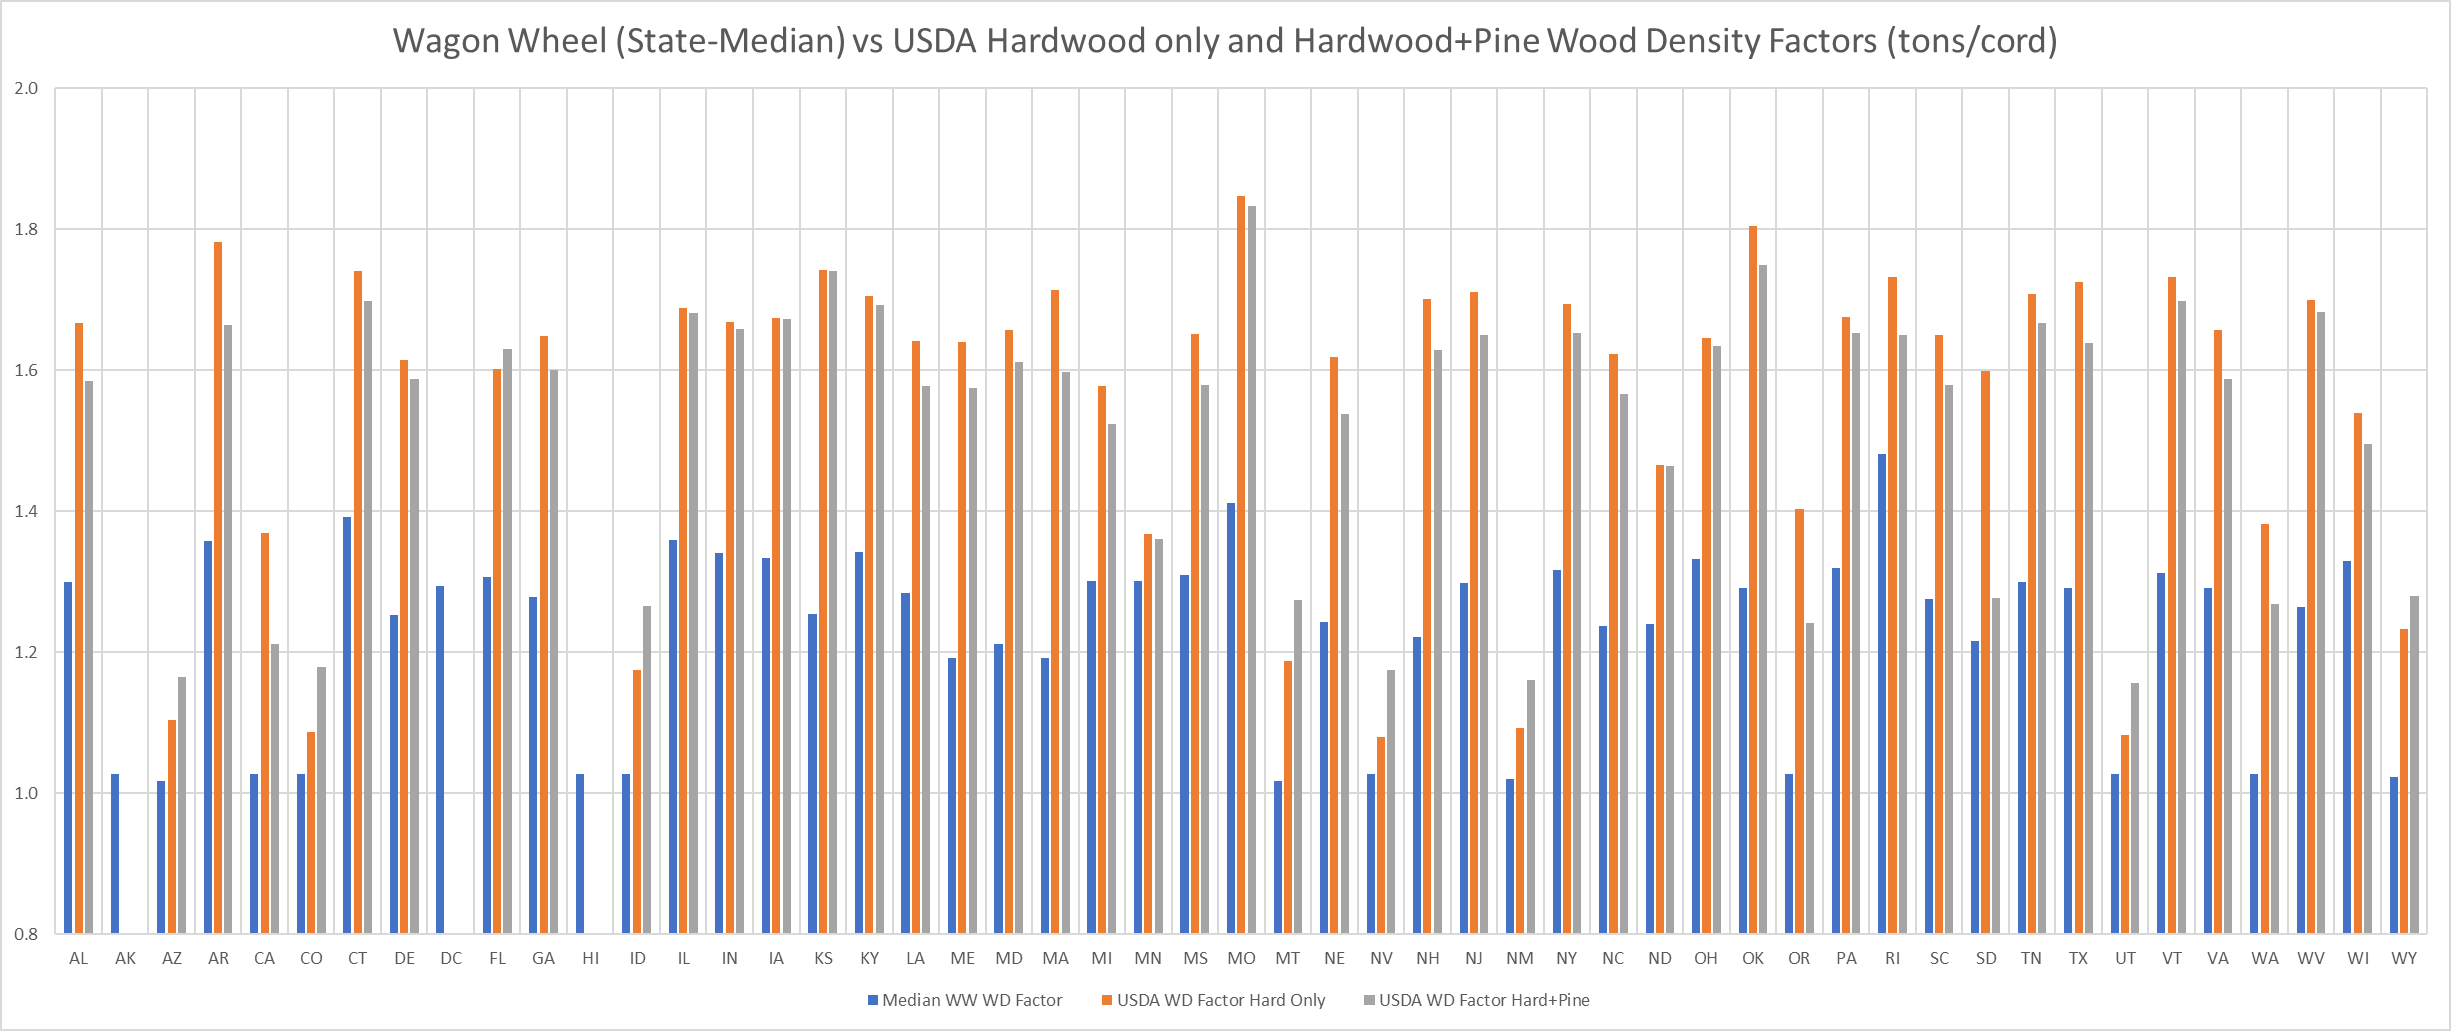 Wagon Wheel (State-Median) vs USDA Hardwood only and Hardwood+Pine Wood Density Factors (tons/cord)
2.0
1.8
1.6
1.4
1.2
1.0
0.8
AL AK AZ AR CA CO CT DE DC FL GA HI ID IL IN IA KS KY LA ME MD MA MI MN MS MO MT NE NV NH NJ NM NY NC ND OH OK OR PA RI SC SD TN TX UT VT VA WA WV WI WY
Median WW WD Factor USDA WD Factor Hard Only USDA WD Factor Hard+Pine